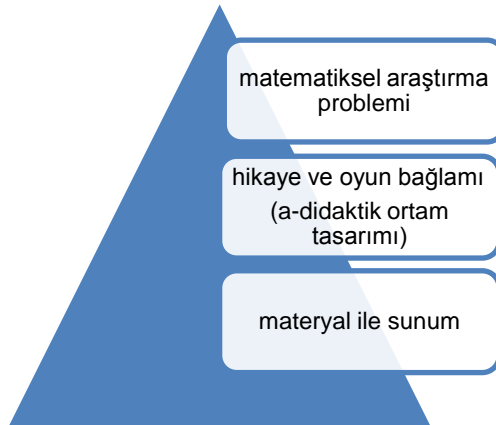 matematiksel araştırma
problemi
hikaye ve oyun bağlamı
(a-didaktik ortam
tasarımı)
materyal ile sunum